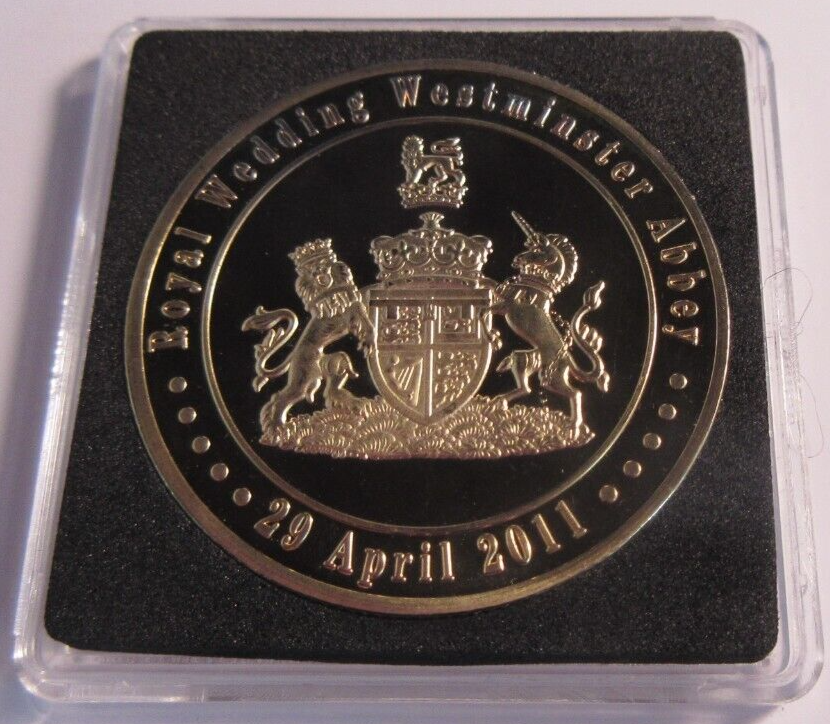 Royal Wedding Westminster Abbey
29 April 2011